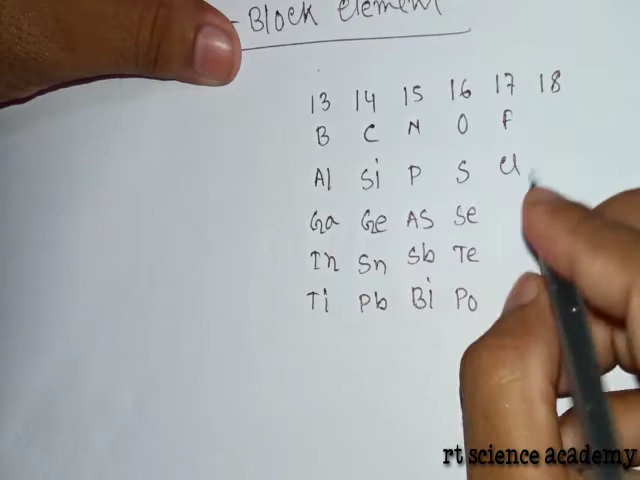 -Block element
13 14 15 16 17 18
B C N O F
Al Si P S Cl
Ga Ge AS Se
In Sn Sb Te
Ti Pb Bi Po
rt science academy